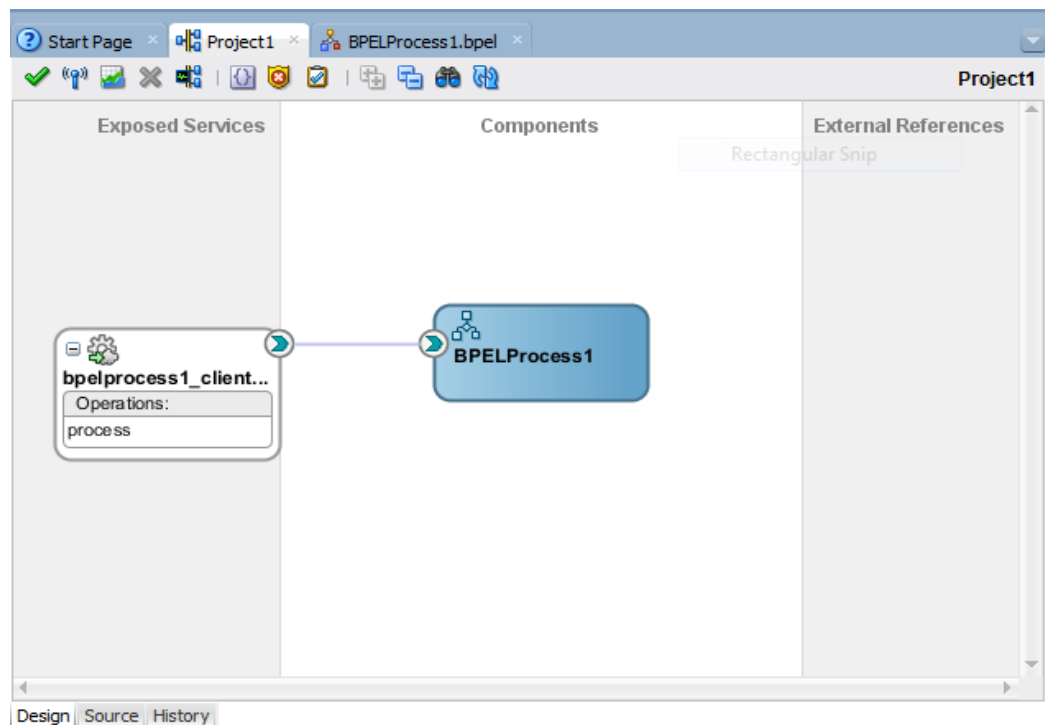 Start Page
Project1
BPELProcess1.bpel
Project1
Exposed Services
Components
External References
Rectangular Snip
bpelprocess1_client...
Operations:
process
BPELProcess1
Design
Source
History